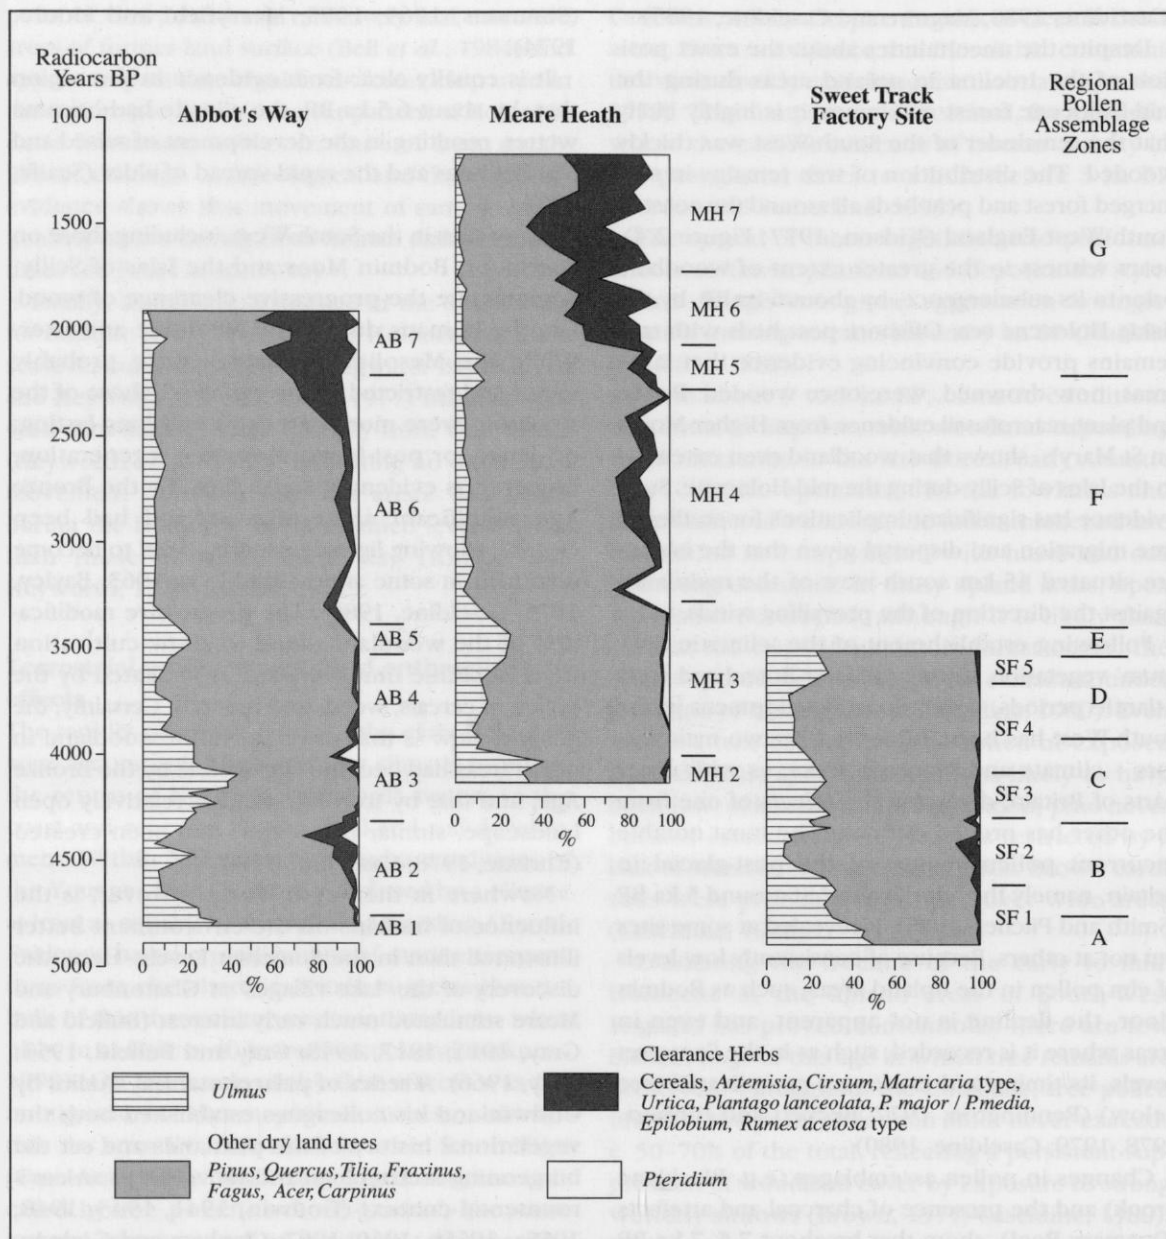 Radiocarbon
Years BP
Abbot's Way
Meare Heath
Sweet Track
Factory Site
Regional
Pollen
Assemblage
Zones
1000
1500
2000
2500
3000
3500
4000
4500
5000
AB 7
AB 6
AB 5
AB 4
AB 3
AB 2
AB 1
0 20 40 60 80 100
%
MH 7
MH 6
MH 5
MH 4
MH 3
MH 2
0 20 40 60 80 100
%
SF 5
SF 4
SF 3
SF 2
SF 1
0 20 40 60 80 100
%
G
F
E
D
C
B
A
Ulmus
Other dry land trees
Pinus, Quercus, Tilia, Fraxinus,
Fagus, Acer, Carpinus
Clearance Herbs
Cereals, Artemisia, Cirsium, Matricaria type,
Urtica, Plantago lanceolata, P. major / P.media,
Epilobium, Rumex acetosa type
Pteridium